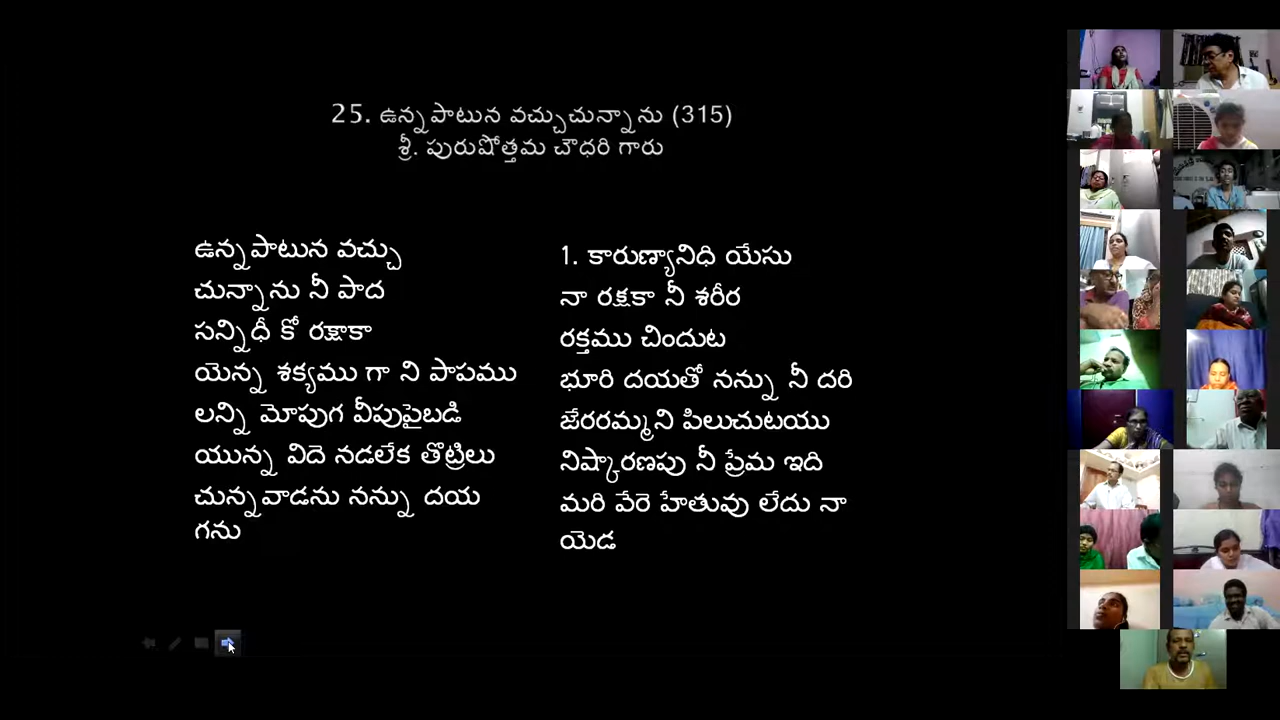 25. ఉన్నపాటున వచ్చుచున్నాను (315)
శ్రీ. పురుషోత్తమ చౌధరి గారు
ఉన్నపాటున వచ్చు
చున్నాను నీ పాద
సన్నిధీ కో రక్షాకా
యెన్న శక్యము గా ని పాపము
లన్ని మోపుగ వీపుపైబడి
యున్న విదె నడలేక తొట్రిలు
చున్నవాడను నన్ను దయ
గను
1. కారుణ్యానిధి యేసు
నా రక్షకా నీ శరీర
రక్తము చిందుట
భూరి దయతో నన్ను నీ దరి
జేరరమ్మని పిలుచుటయు
నిష్కారణపు నీ ప్రేమ ఇది
మరి పేరె హేతువు లేదు నా
యెడ